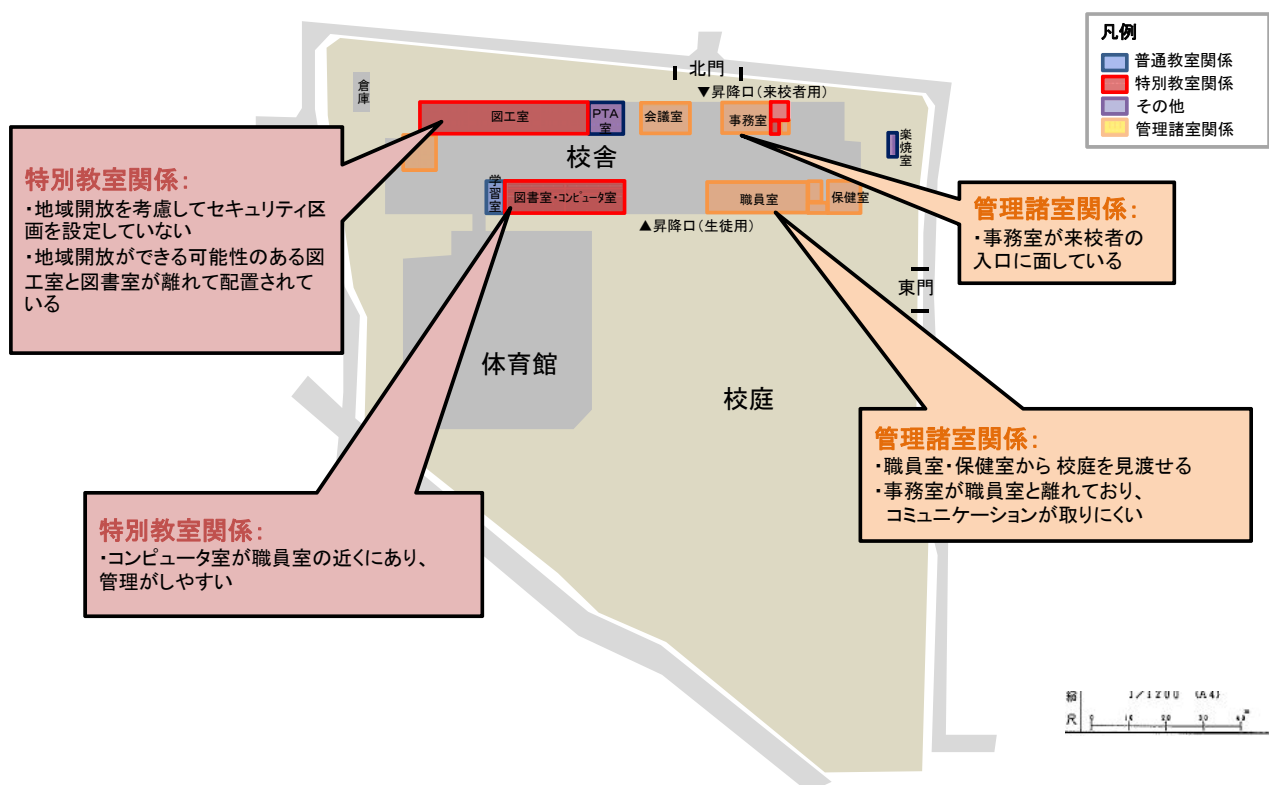 凡例
普通教室関係
特別教室関係
その他
管理諸室関係
北門
▼昇降口(来校者用)
倉庫
図工室
PTA
室
会議室
事務室
楽焼室
校舎
学習室
図書室・コンピュータ室
職員室
保健室
▲昇降口(生徒用)
東門
体育館
校庭
特別教室関係:
・地域開放を考慮してセキュリティ区
画を設定していない
・地域開放ができる可能性のある図
工室と図書室が離れて配置されて
いる
管理諸室関係:
・事務室が来校者の
入口に面している
管理諸室関係:
・職員室・保健室から 校庭を見渡せる
・事務室が職員室と離れており、
コミュニケーションが取りにくい
特別教室関係:
・コンピュータ室が職員室の近くにあり、
管理がしやすい
縮尺
1/1200 (A4)
0 10 20 30 40m